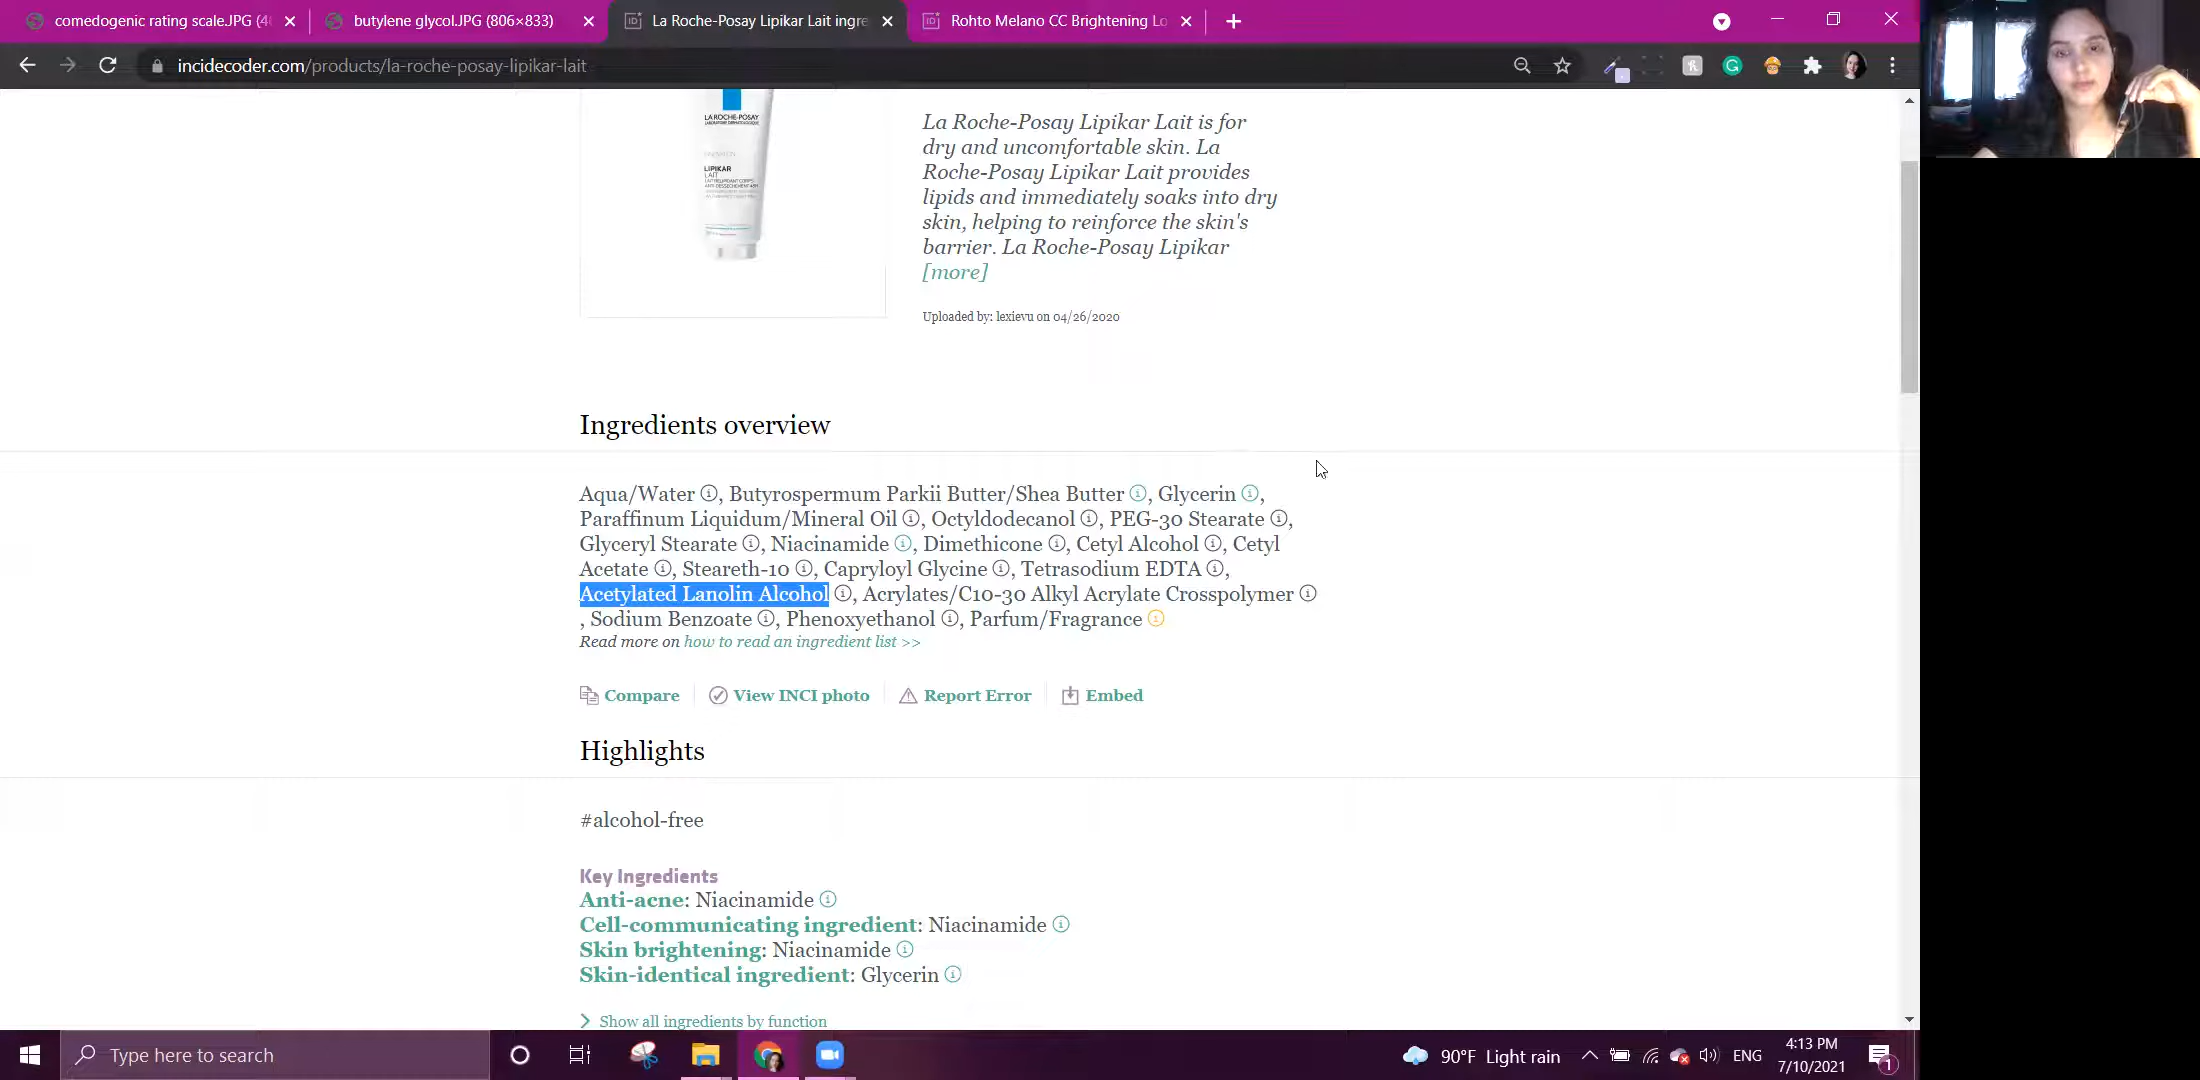 comedogenic rating scale.JPG (4
butylene glycol.JPG (806×833)
La Roche-Posay Lipikar Lait ingre
Rohto Melano CC Brightening Lo
incidecoder.com/products/la-roche-posay-lipikar-lait
LA ROCHE-POSAY
LIPIKAR
LAIT
La Roche-Posay Lipikar Lait is for
dry and uncomfortable skin. La
Roche-Posay Lipikar Lait provides
lipids and immediately soaks into dry
skin, helping to reinforce the skin's
barrier. La Roche-Posay Lipikar
[more]
Uploaded by: lexievu on 04/26/2020
Ingredients overview
Aqua/Water, Butyrospermum Parkii Butter/Shea Butter, Glycerin,
Paraffinum Liquidum/Mineral Oil, Octyldodecanol, PEG-30 Stearate,
Glyceryl Stearate, Niacinamide, Dimethicone, Cetyl Alcohol, Cetyl
Acetate, Steareth-10, Capryloyl Glycine, Tetrasodium EDTA,
Acetylated Lanolin Alcohol, Acrylates/C10-30 Alkyl Acrylate Crosspolymer
, Sodium Benzoate, Phenoxyethanol, Parfum/Fragrance
Read more on how to read an ingredient list >>
Compare
View INCI photo
Report Error
Embed
Highlights
#alcohol-free
Key Ingredients
Anti-acne: Niacinamide
Cell-communicating ingredient: Niacinamide
Skin brightening: Niacinamide
Skin-identical ingredient: Glycerin
Show all ingredients by function
Type here to search
90°F Light rain
ENG
4:13 PM
7/10/2021
1